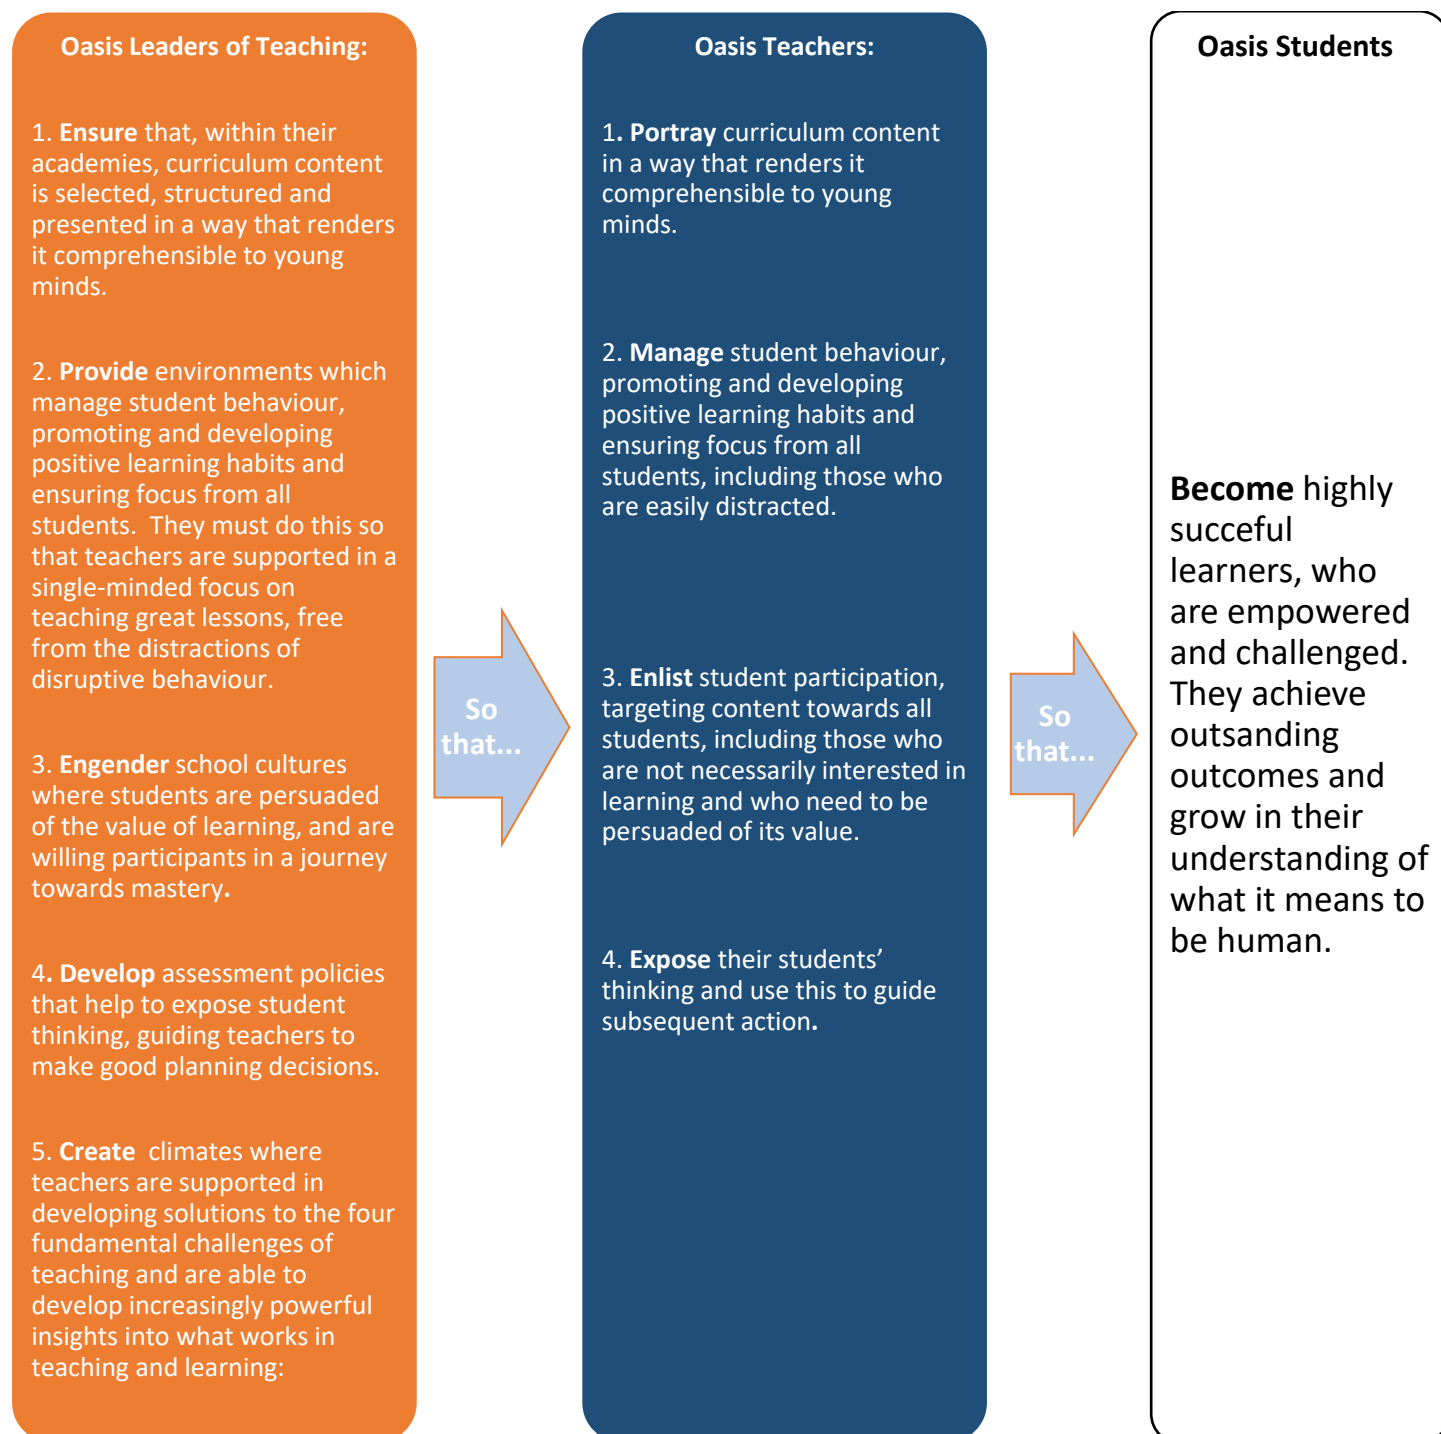 Oasis Leaders of Teaching:
1. Ensure that, within their
academies, curriculum content
is selected, structured and
presented in a way that renders
it comprehensible to young
minds.
2. Provide environments which
manage student behaviour,
promoting and developing
positive learning habits and
ensuring focus from all
students.  They must do this so
that teachers are supported in a
single-minded focus on
teaching great lessons, free
from the distractions of
disruptive behaviour.
3. Engender school cultures
where students are persuaded
of the value of learning, and are
willing participants in a journey
towards mastery.
4. Develop assessment policies
that help to expose student
thinking, guiding teachers to
make good planning decisions.
5. Create  climates where
teachers are supported in
developing solutions to the four
fundamental challenges of
teaching and are able to
develop increasingly powerful
insights into what works in
teaching and learning:
So
that...
Oasis Teachers:
1. Portray curriculum content
in a way that renders it
comprehensible to young
minds.
2. Manage student behaviour,
promoting and developing
positive learning habits and
ensuring focus from all
students, including those who
are easily distracted.
3. Enlist student participation,
targeting content towards all
students, including those who
are not necessarily interested in
learning and who need to be
persuaded of its value.
4. Expose their students’
thinking and use this to guide
subsequent action.
So
that...
Oasis Students
Become highly
succeful
learners, who
are empowered
and challenged.
They achieve
outsanding
outcomes and
grow in their
understanding of
what it means to
be human.